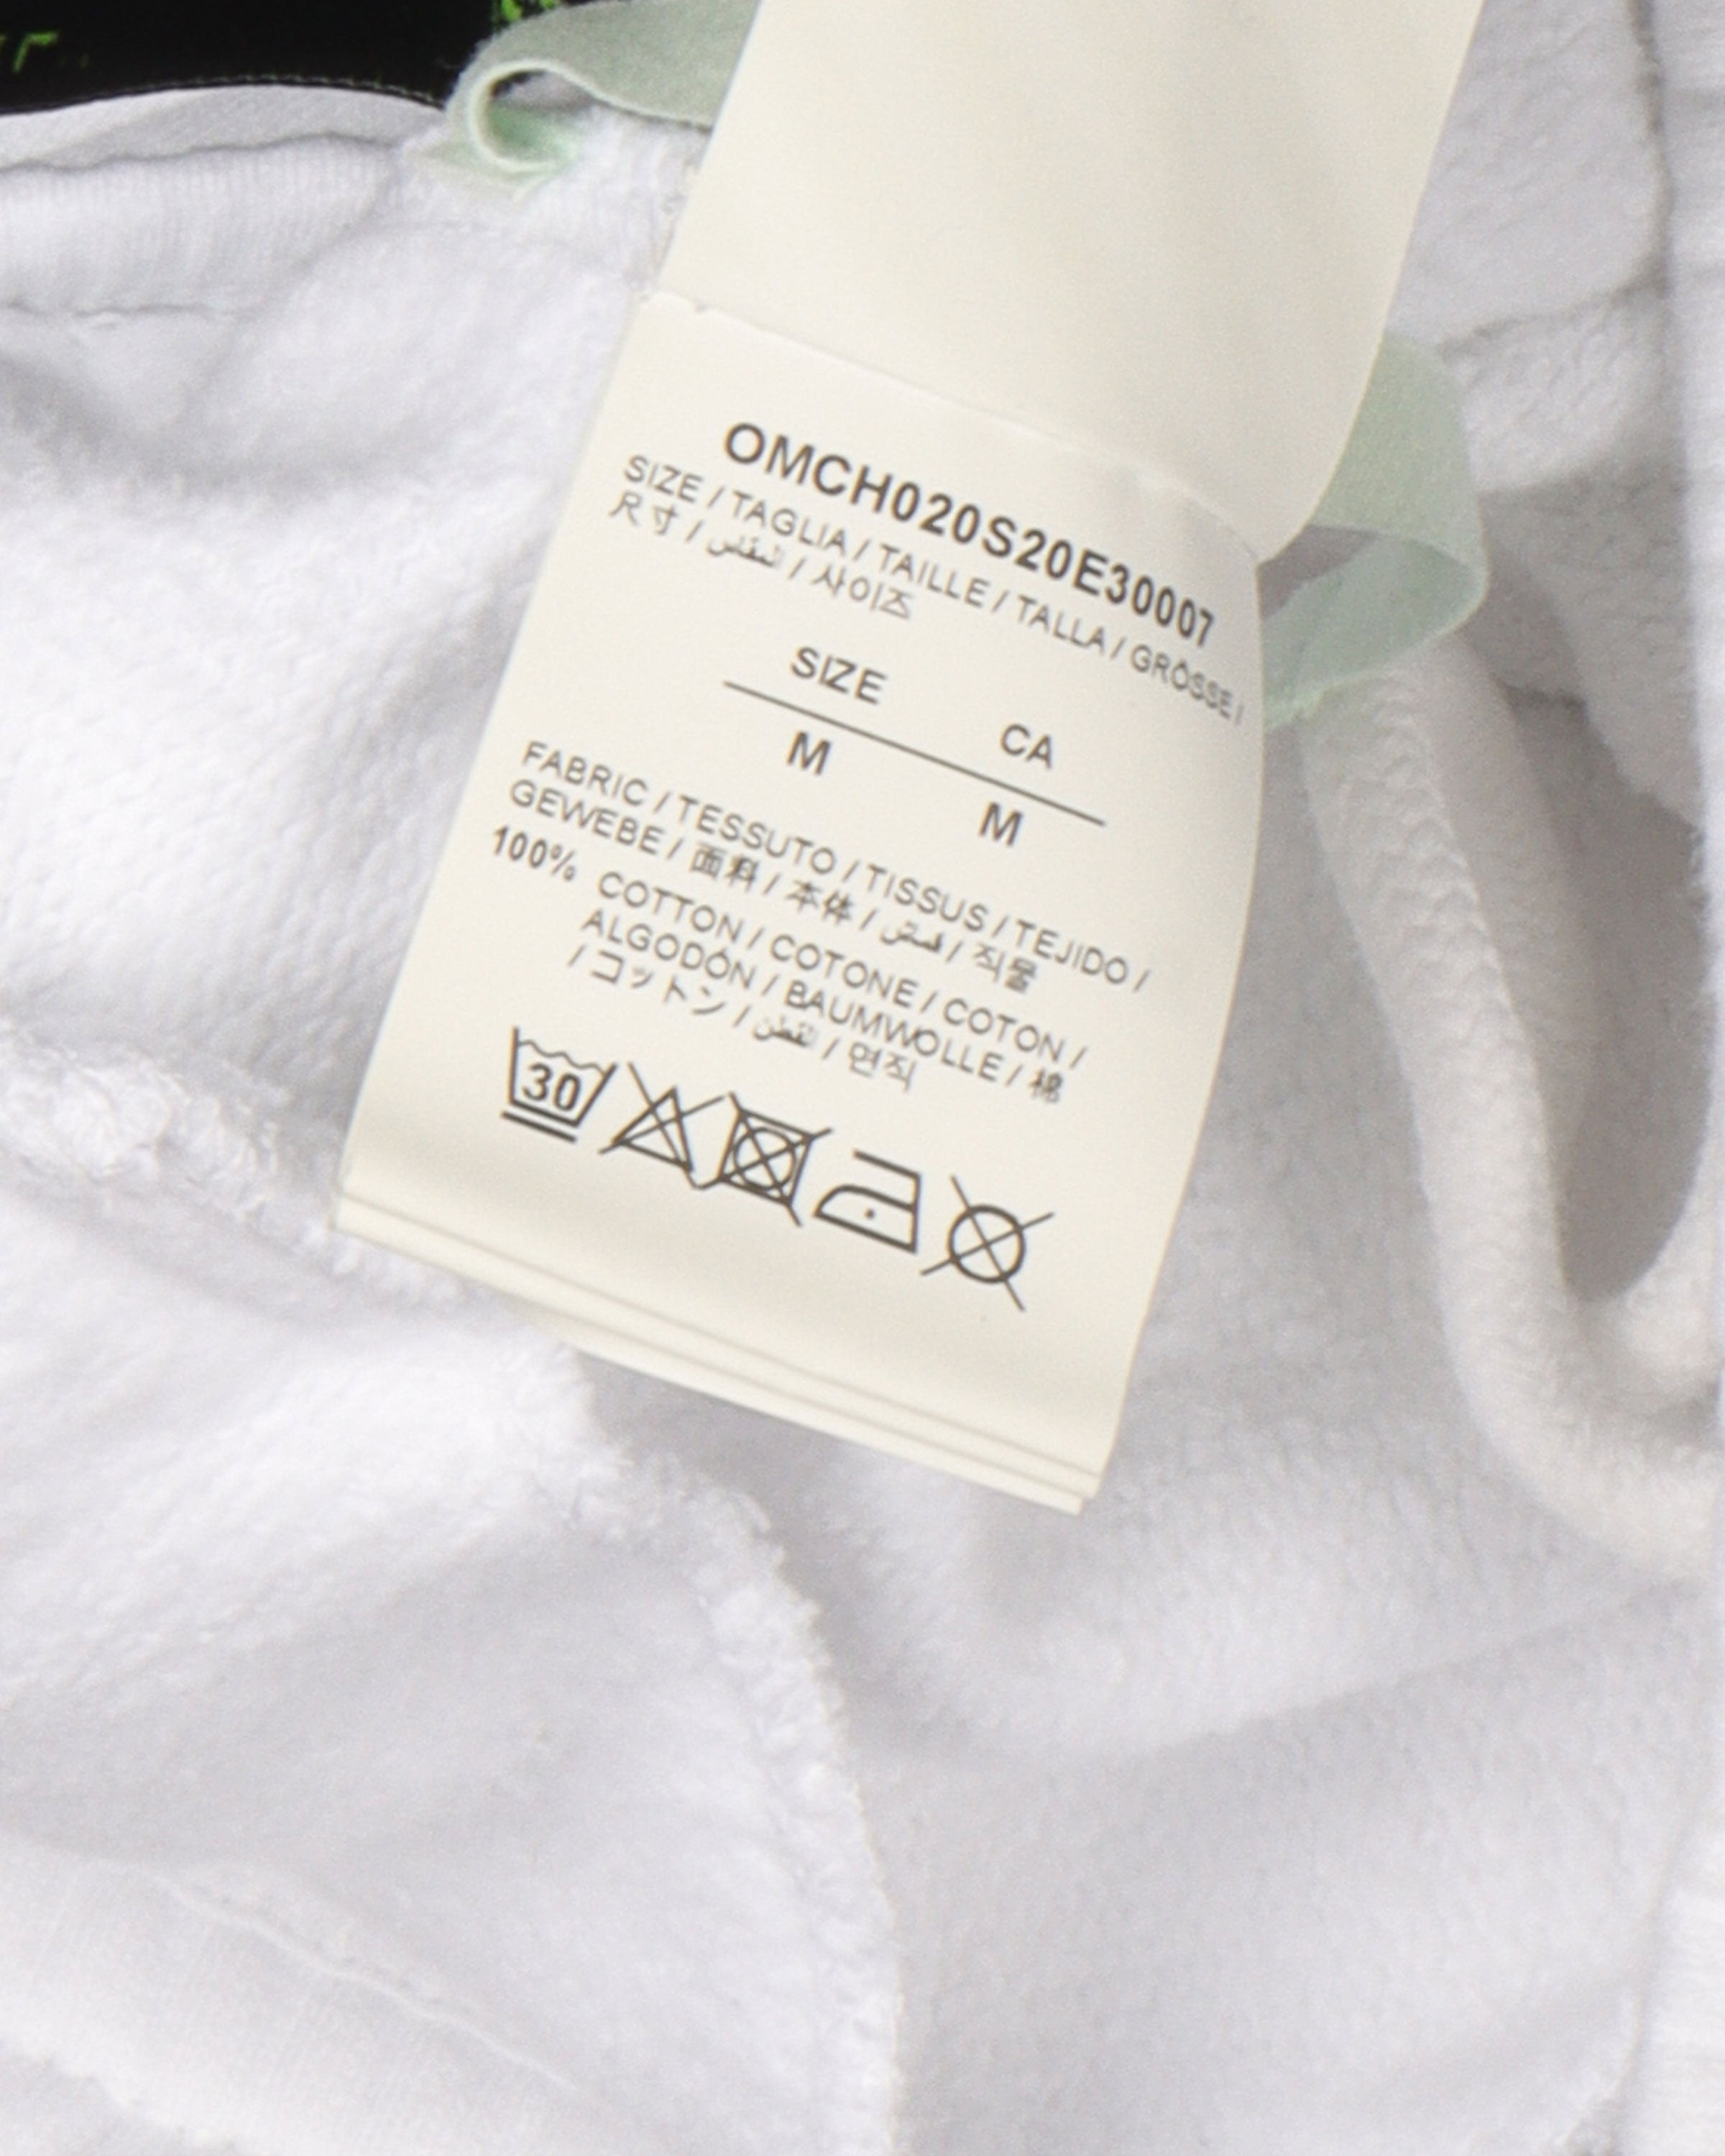 OMCH020S20E30007
SIZE / TAGLIA / TAILLE / TALLA / GRÖSSE /
尺寸 / المقاس / 사이즈
SIZE CA
M M
FABRIC / TESSUTO / TISSUS / TEJIDO /
GEWEBE / 面料 / 本体 / قماش / 직물
100% COTTON / COTONE / COTON /
ALGODÓN / BAUMWOLLE / 棉
/ コットン / القطن / 면직
30